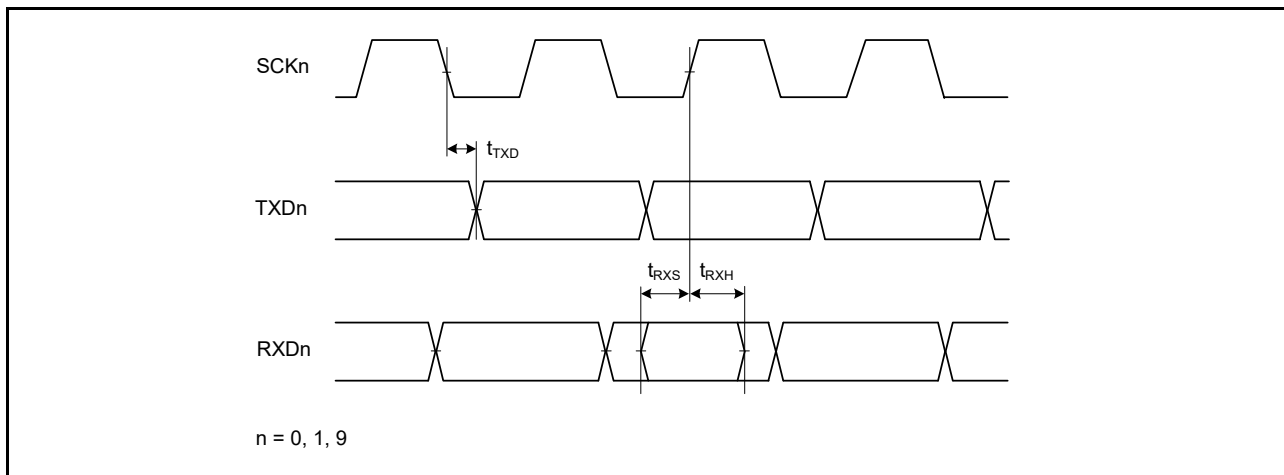 SCKn
tTXD
TXDn
tRXS tRXH
RXDn
n = 0, 1, 9